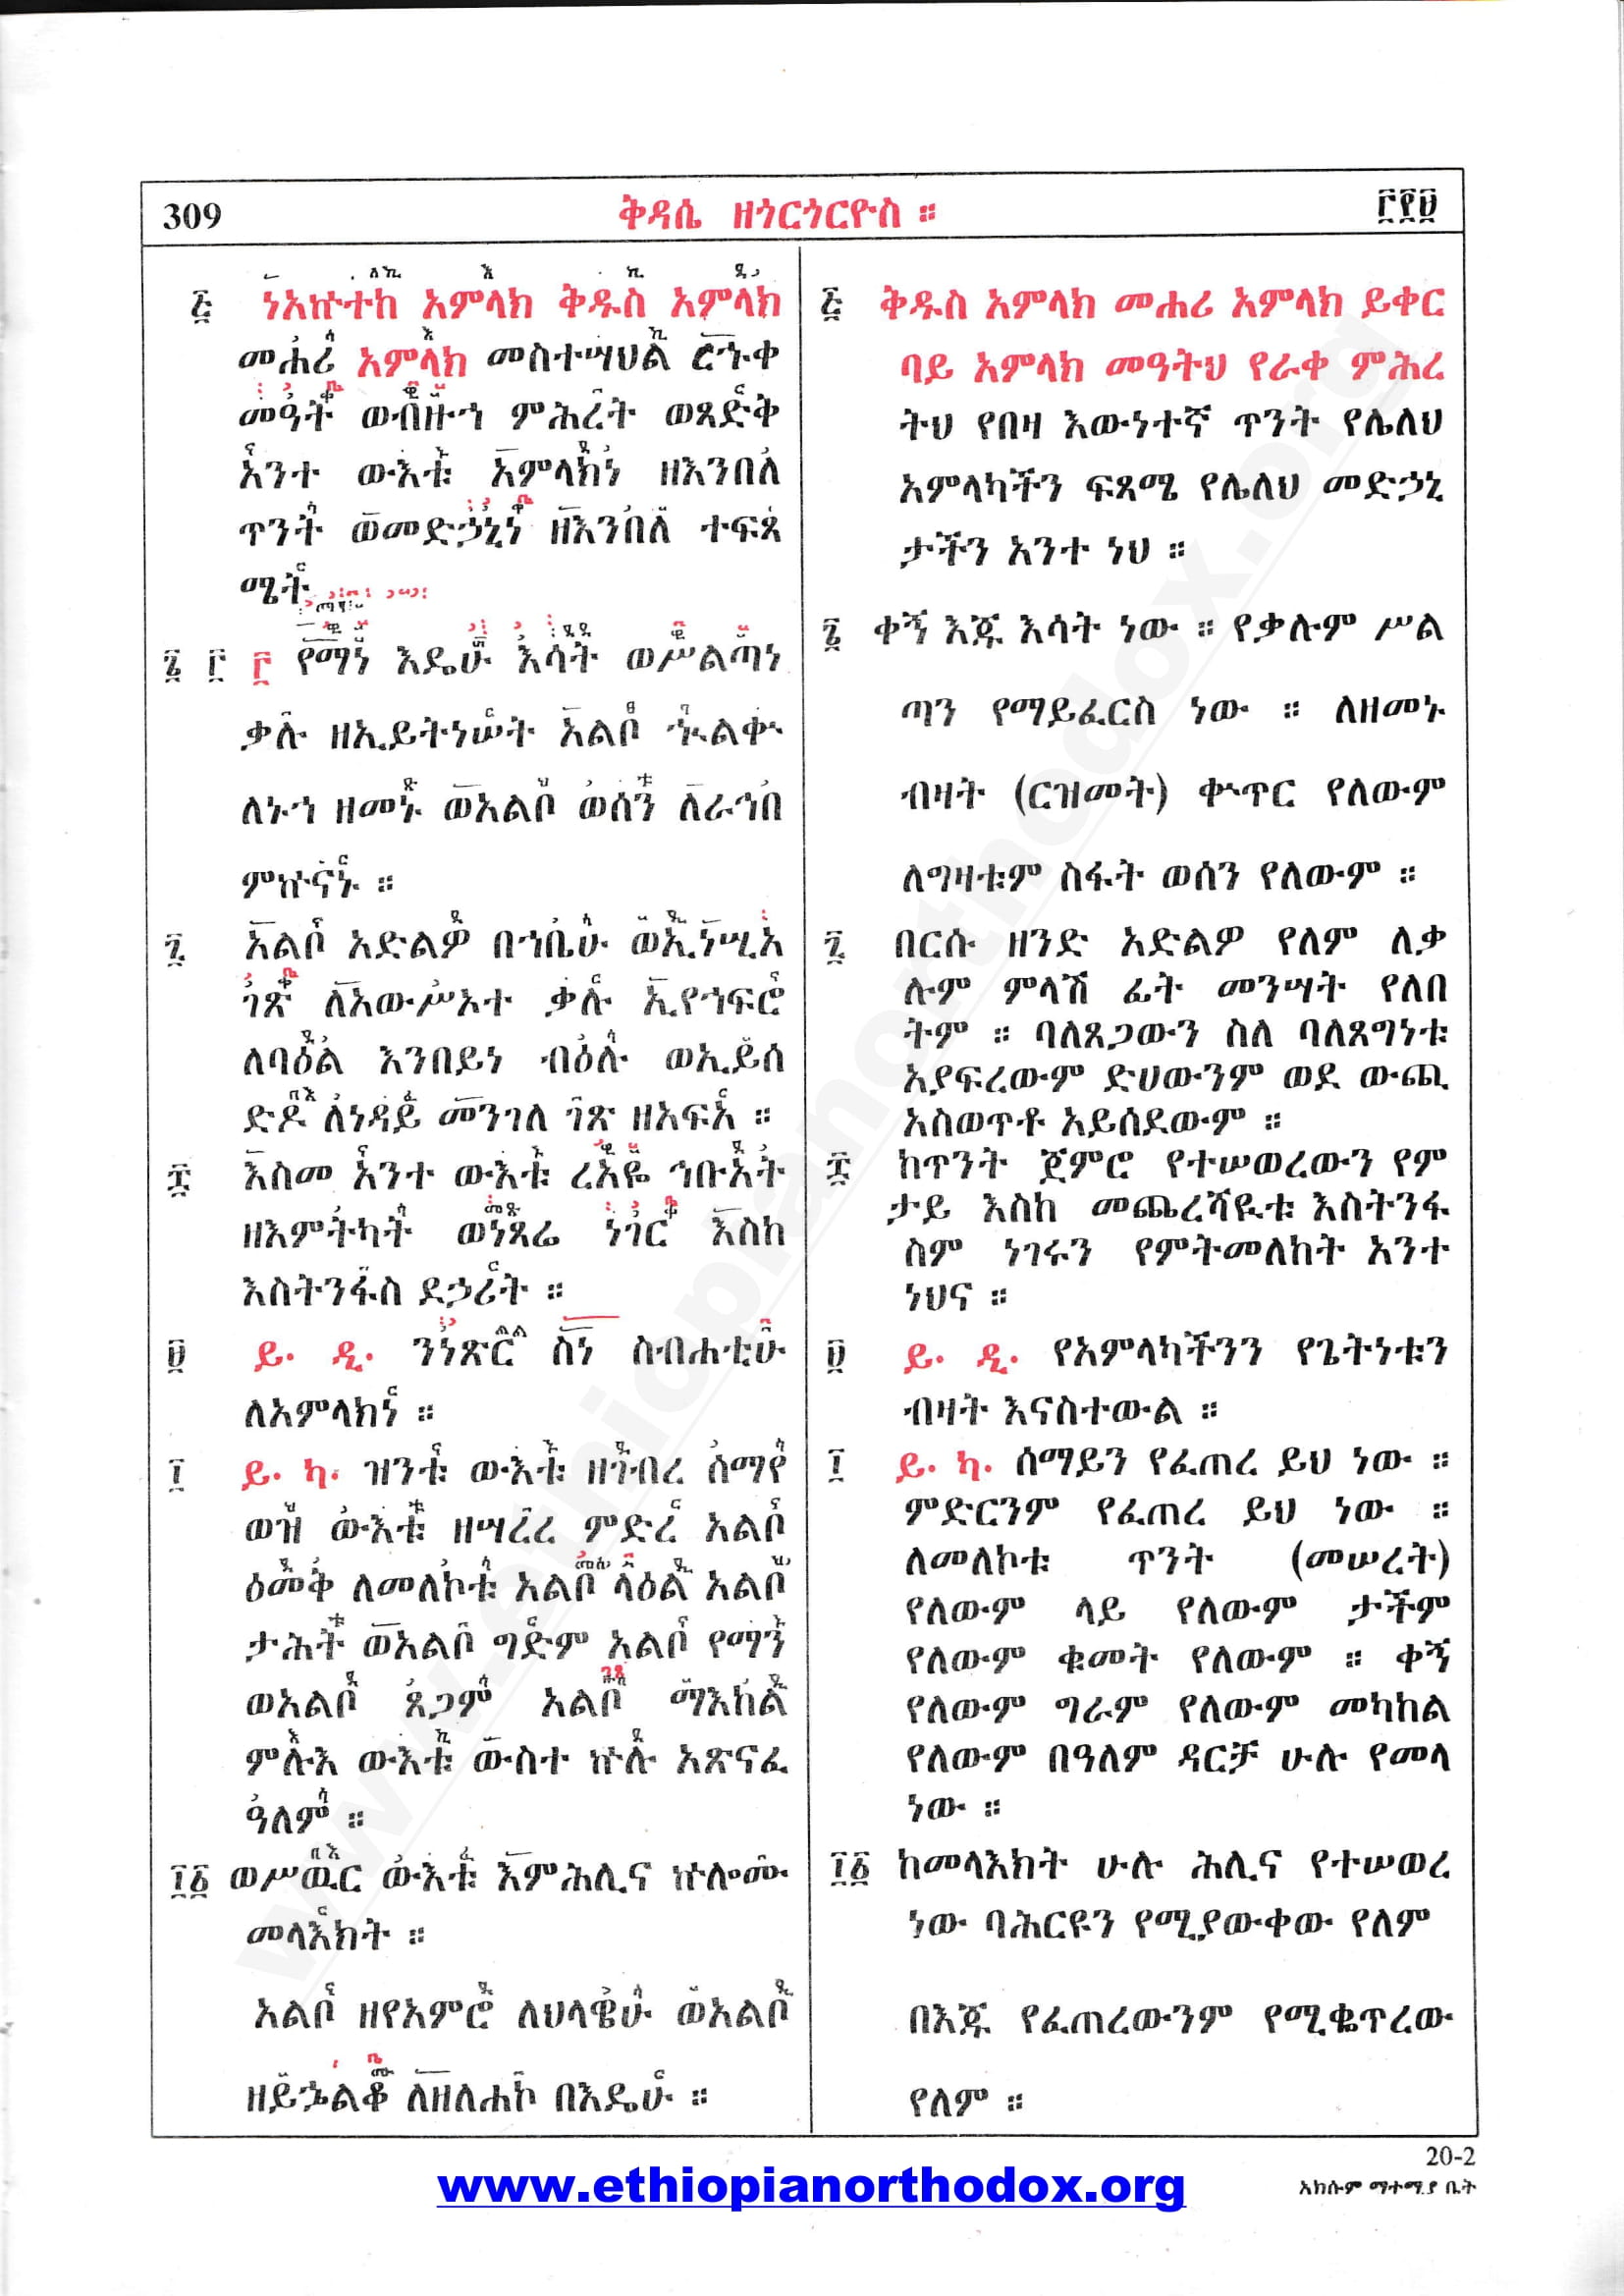 309
ቅዳሴ ዘጎርጎርዮስ ።
፫፻፱
፭ ነአኵተከ አምላክ ቅዱስ አምላክ
መሐሪ አምላክ መስተሣህል ርኁቀ
መዓት ወብዙኀ ምሕረት ወጻድቅ
አንተ ውእቱ አምላክነ ዘእንበለ
ጥንት ወመድኃኒነ ዘእንበለ ተፍጻ
ሜት
፮ ፫ ፫ የማነ እዴሁ እሳት ወሥልጣነ
ቃሉ ዘኢይትነሠት አልቦ ኍልቍ
ለኑኀ ዘመኑ ወአልቦ ወሰን ለራኅበ
ምኵናኑ ።
፯ አልቦ አድልዎ በኀቤሁ ወኢነሢአ
ገጽ ለአውሥኦተ ቃሉ ኢየኀፍሮ
ለባዕል እንበይነ ብዕሉ ወኢይሰ
ድዶ ለነዳይ መንገለ ገጽ ዘአፍአ ።
፰ እስመ አንተ ውእቱ ረአዬ ኅቡአት
ዘእምትካት ወነጻሬ ነገር እስከ
እስትንፋስ ደኃሪት ።
፱ ይ. ዲ. ንነጽር ስነ ስብሐቲሁ
ለአምላክነ ።
፲ ይ. ካ. ዝንቱ ውእቱ ዘገብረ ሰማየ
ወዝ ውእቱ ዘሣረረ ምድረ አልቦ
ዕመቅ ለመለኮቱ አልቦ ላዕል አልቦ
ታሕት ወአልቦ ግድም አልቦ የማን
ወአልቦ ጸጋም አልቦ ማእከል
ምሉእ ውእቱ ውስተ ኵሉ አጽናፈ
ዓለም ።
፲፩ ወሥዉር ውእቱ እምሕሊና ኵሎሙ
መላእክት ።
አልቦ ዘየአምሮ ለህላዌሁ ወአልቦ
ዘይኃልቆ ለዘለሐኮ በእዴሁ ።
፭ ቅዱስ አምላክ መሐሪ አምላክ ይቀር
ባይ አምላክ መዓትህ የራቀ ምሕረ
ትህ የበዛ እውነተኛ ጥንት የሌለህ
አምላካችን ፍጻሜ የሌለህ መድኃኒ
ታችን አንተ ነህ ።
፮ ቀኝ እጁ እሳት ነው ። የቃሉም ሥል
ጣን የማይፈርስ ነው ። ለዘመኑ
ብዛት (ርዝመት) ቍጥር የለውም
ለግዛቱም ስፋት ወሰን የለውም ።
፯ በርሱ ዘንድ አድልዎ የለም ለቃ
ሉም ምላሽ ፊት መንሣት የለበ
ትም ። ባለጸጋውን ስለ ባለጸግነቱ
አያፍረውም ድሀውንም ወደ ውጪ
አስወጥቶ አይሰደውም ።
፰ ከጥንት ጀምሮ የተሠወረውን የም
ታይ እስከ መጨረሻዪቱ እስትንፋ
ስም ነገሩን የምትመለከት አንተ
ነህና ።
፱ ይ. ዲ. የአምላካችንን የጌትነቱን
ብዛት እናስተውል ።
፲ ይ. ካ. ሰማይን የፈጠረ ይህ ነው ።
ምድርንም የፈጠረ ይህ ነው ።
ለመለኮቱ ጥንት (መሠረት)
የለውም ላይ የለውም ታችም
የለውም ቁመት የለውም ። ቀኝ
የለውም ግራም የለውም መካከል
የለውም በዓለም ዳርቻ ሁሉ የመላ
ነው ።
፲፩ ከመላእክት ሁሉ ሕሊና የተሠወረ
ነው ባሕርዩን የሚያውቀው የለም
በእጁ የፈጠረውንም የሚቈጥረው
የለም ።
20-2
አክሱም ማተሚያ ቤት
www.ethiopianorthodox.org